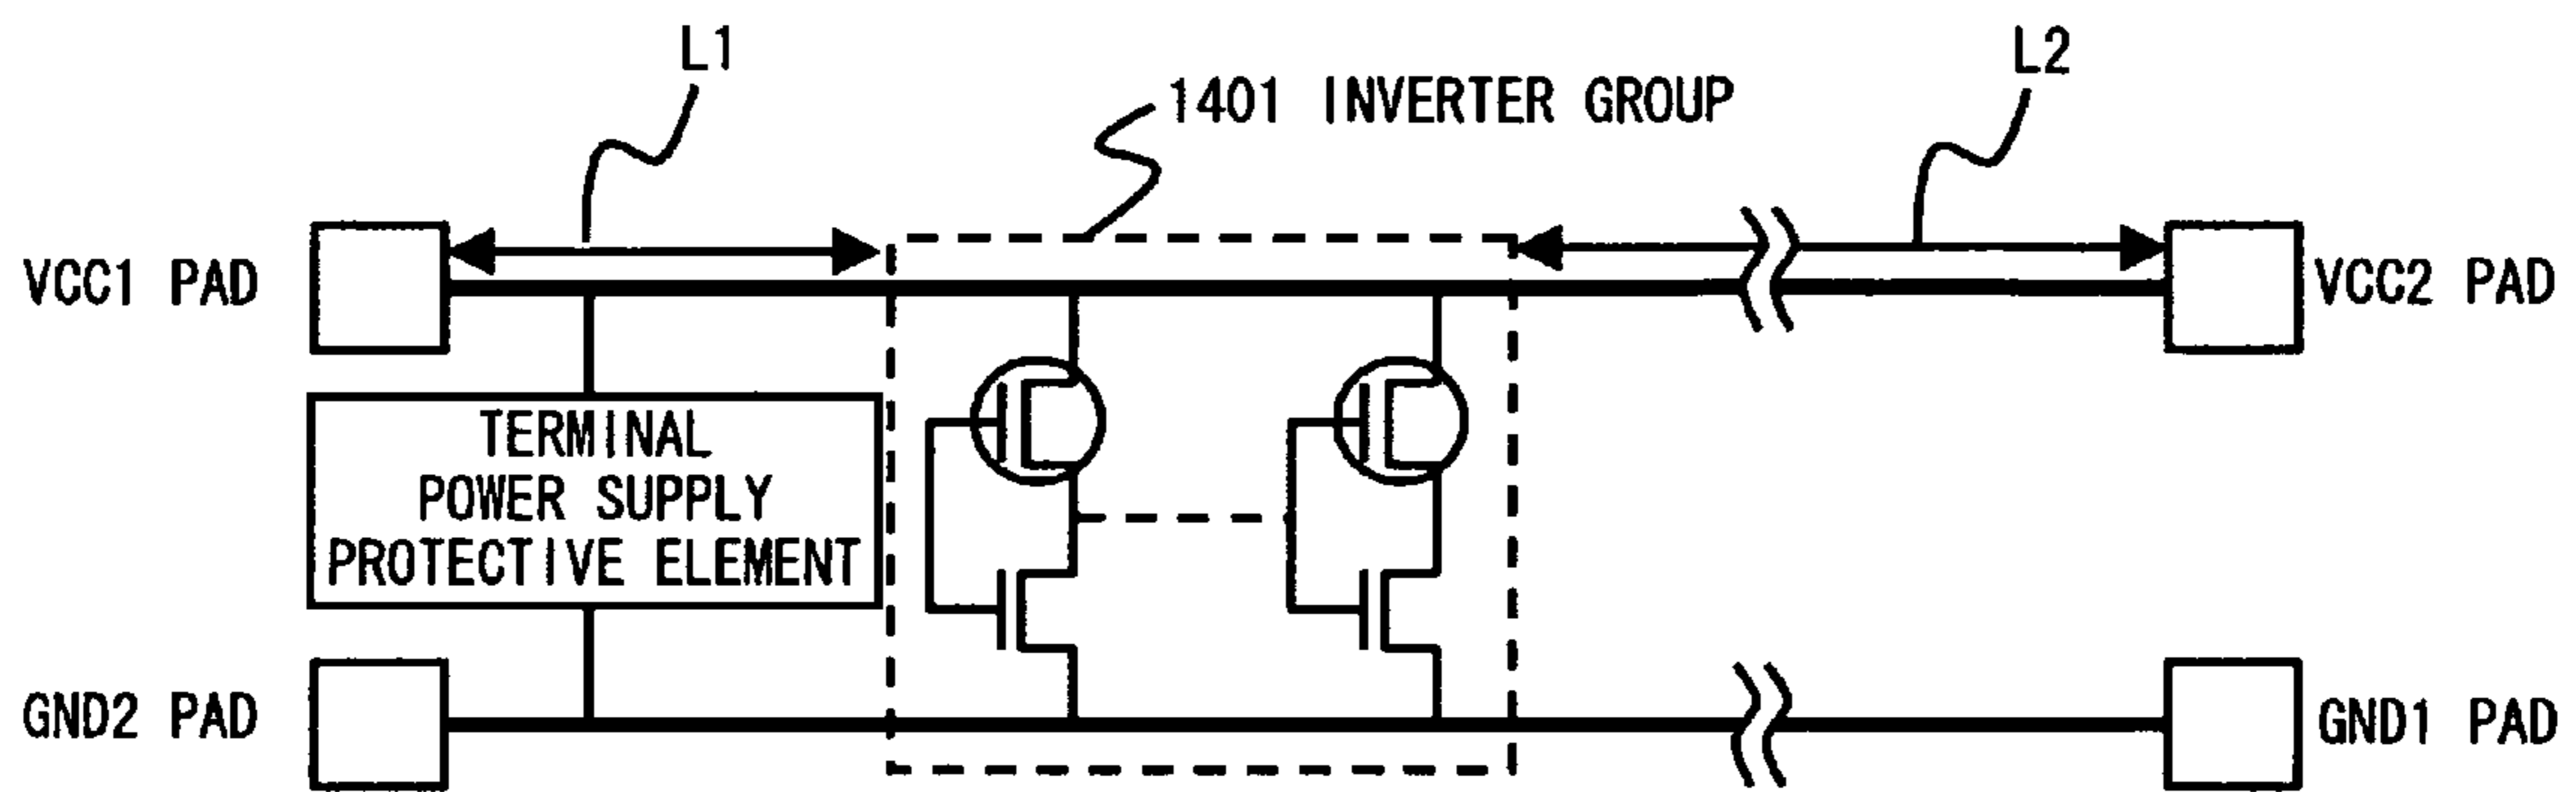 L1
1401 INVERTER GROUP
L2
VCC1 PAD
VCC2 PAD
TERMINAL
POWER SUPPLY
PROTECTIVE ELEMENT
GND2 PAD
GND1 PAD